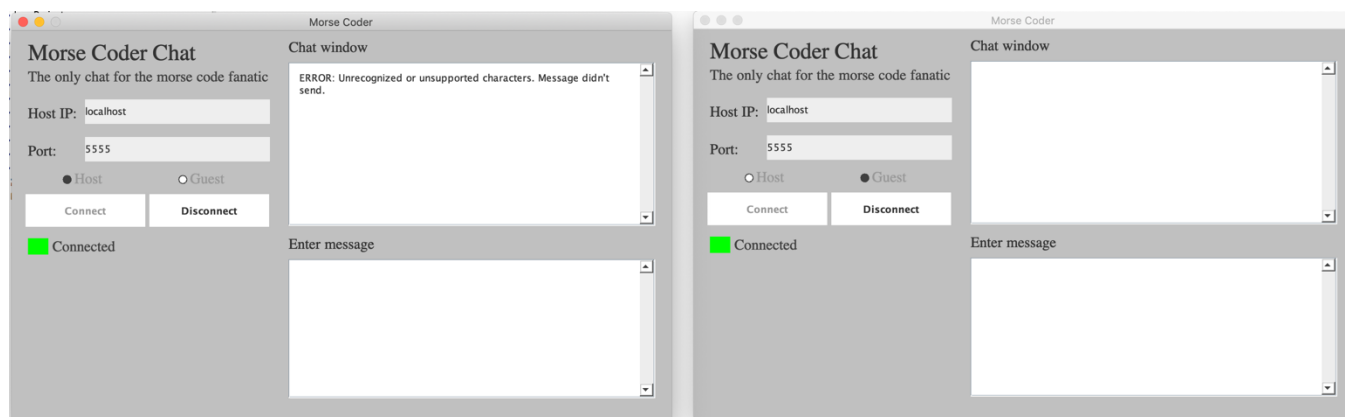 Morse Coder
Morse Coder Chat
The only chat for the morse code fanatic
Host IP: localhost
Port: 5555
Host Guest
Connect Disconnect
Connected
Chat window
ERROR: Unrecognized or unsupported characters. Message didn't
send.
Enter message
Morse Coder
Morse Coder Chat
The only chat for the morse code fanatic
Host IP: localhost
Port: 5555
Host Guest
Connect Disconnect
Connected
Chat window
Enter message